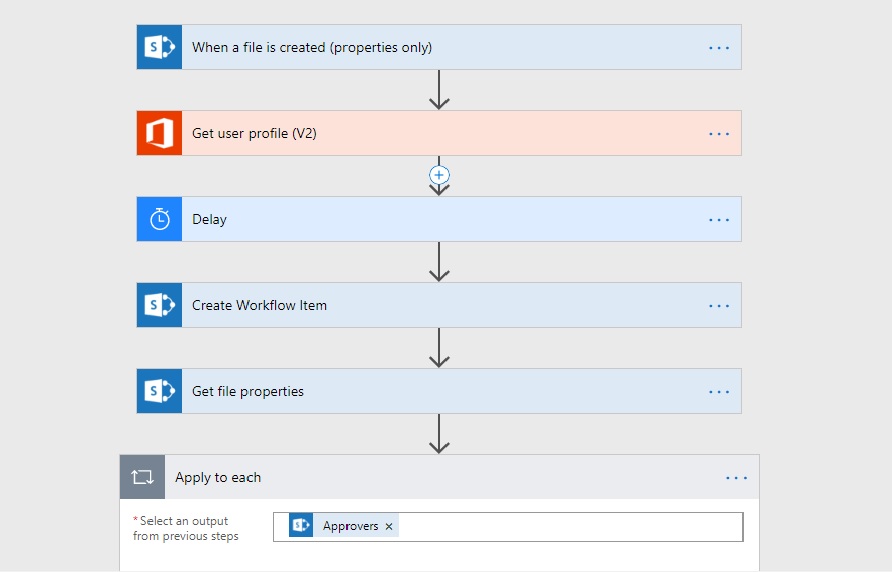 When a file is created (properties only)
Get user profile (V2)
Delay
Create Workflow Item
Get file properties
Apply to each
* Select an output
from previous steps
Approvers ×